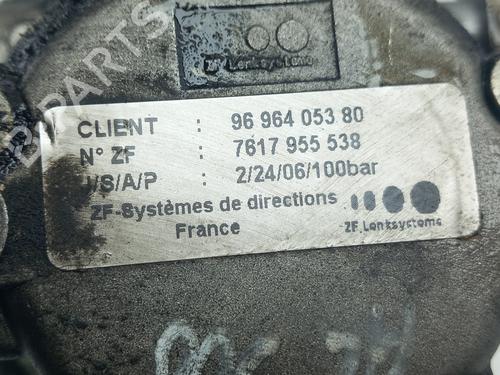 ZF Lenksysteme
CLIENT : 96 964 053 80
N° ZF : 7617 955 538
J/S/A/P : 2/24/06/100bar
ZF-Systèmes de directions
France
ZF Lenksysteme